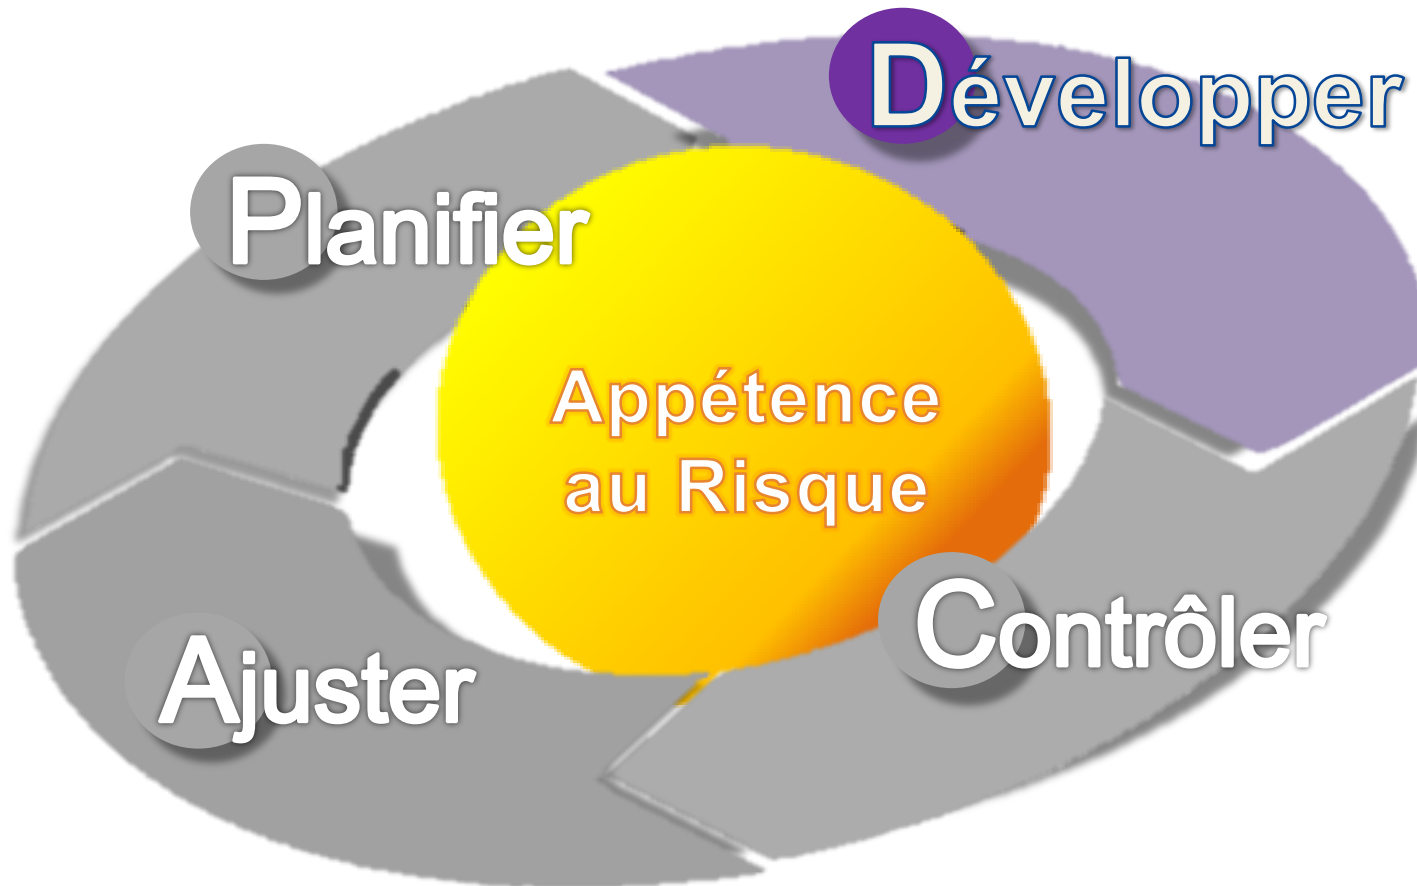 Développer
Planifier
Appétence
au Risque
Contrôler
Ajuster